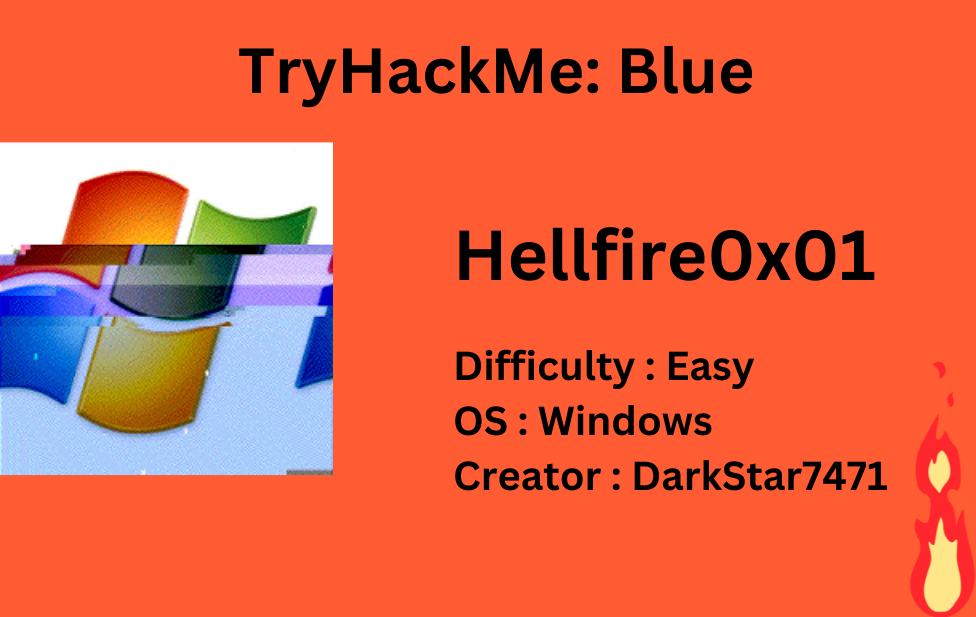 TryHackMe: Blue
Hellfire0x01
Difficulty : Easy
OS : Windows
Creator : DarkStar7471